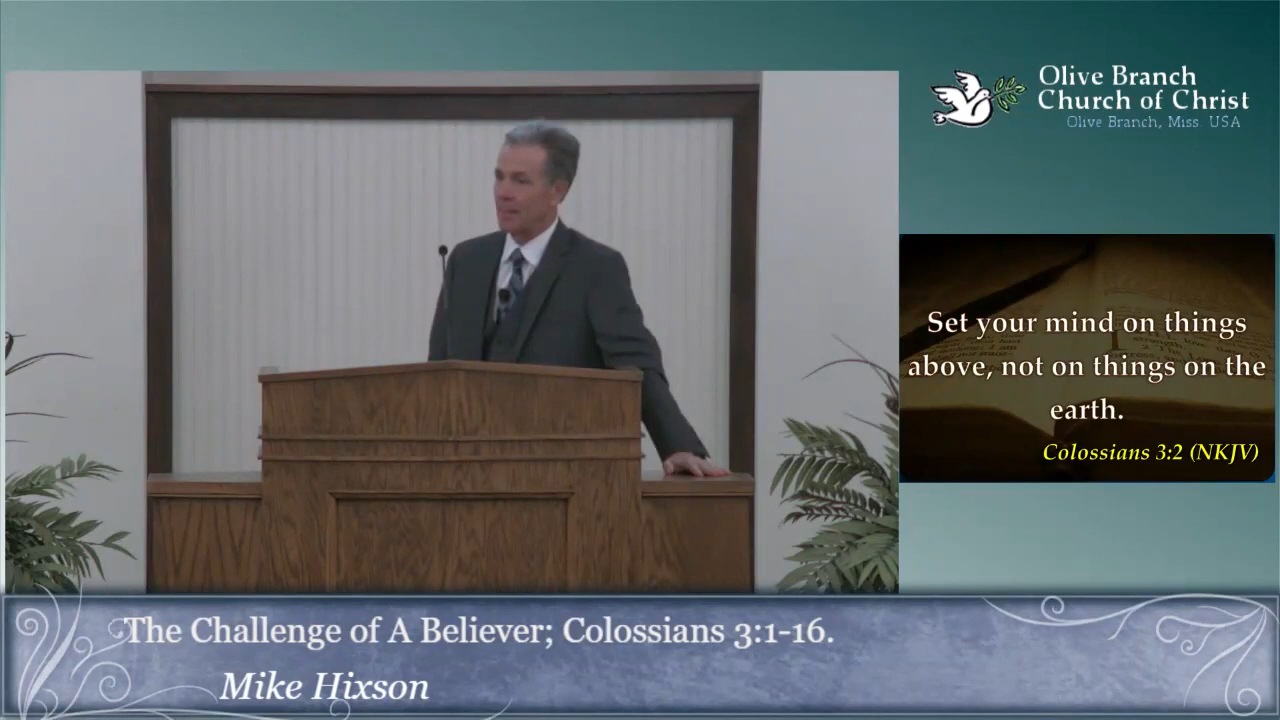 Olive Branch
Church of Christ
Olive Branch, Miss. USA
Set your mind on things
above, not on things on the
earth.
Colossians 3:2 (NKJV)
The Challenge of A Believer; Colossians 3:1-16.
Mike Hixson